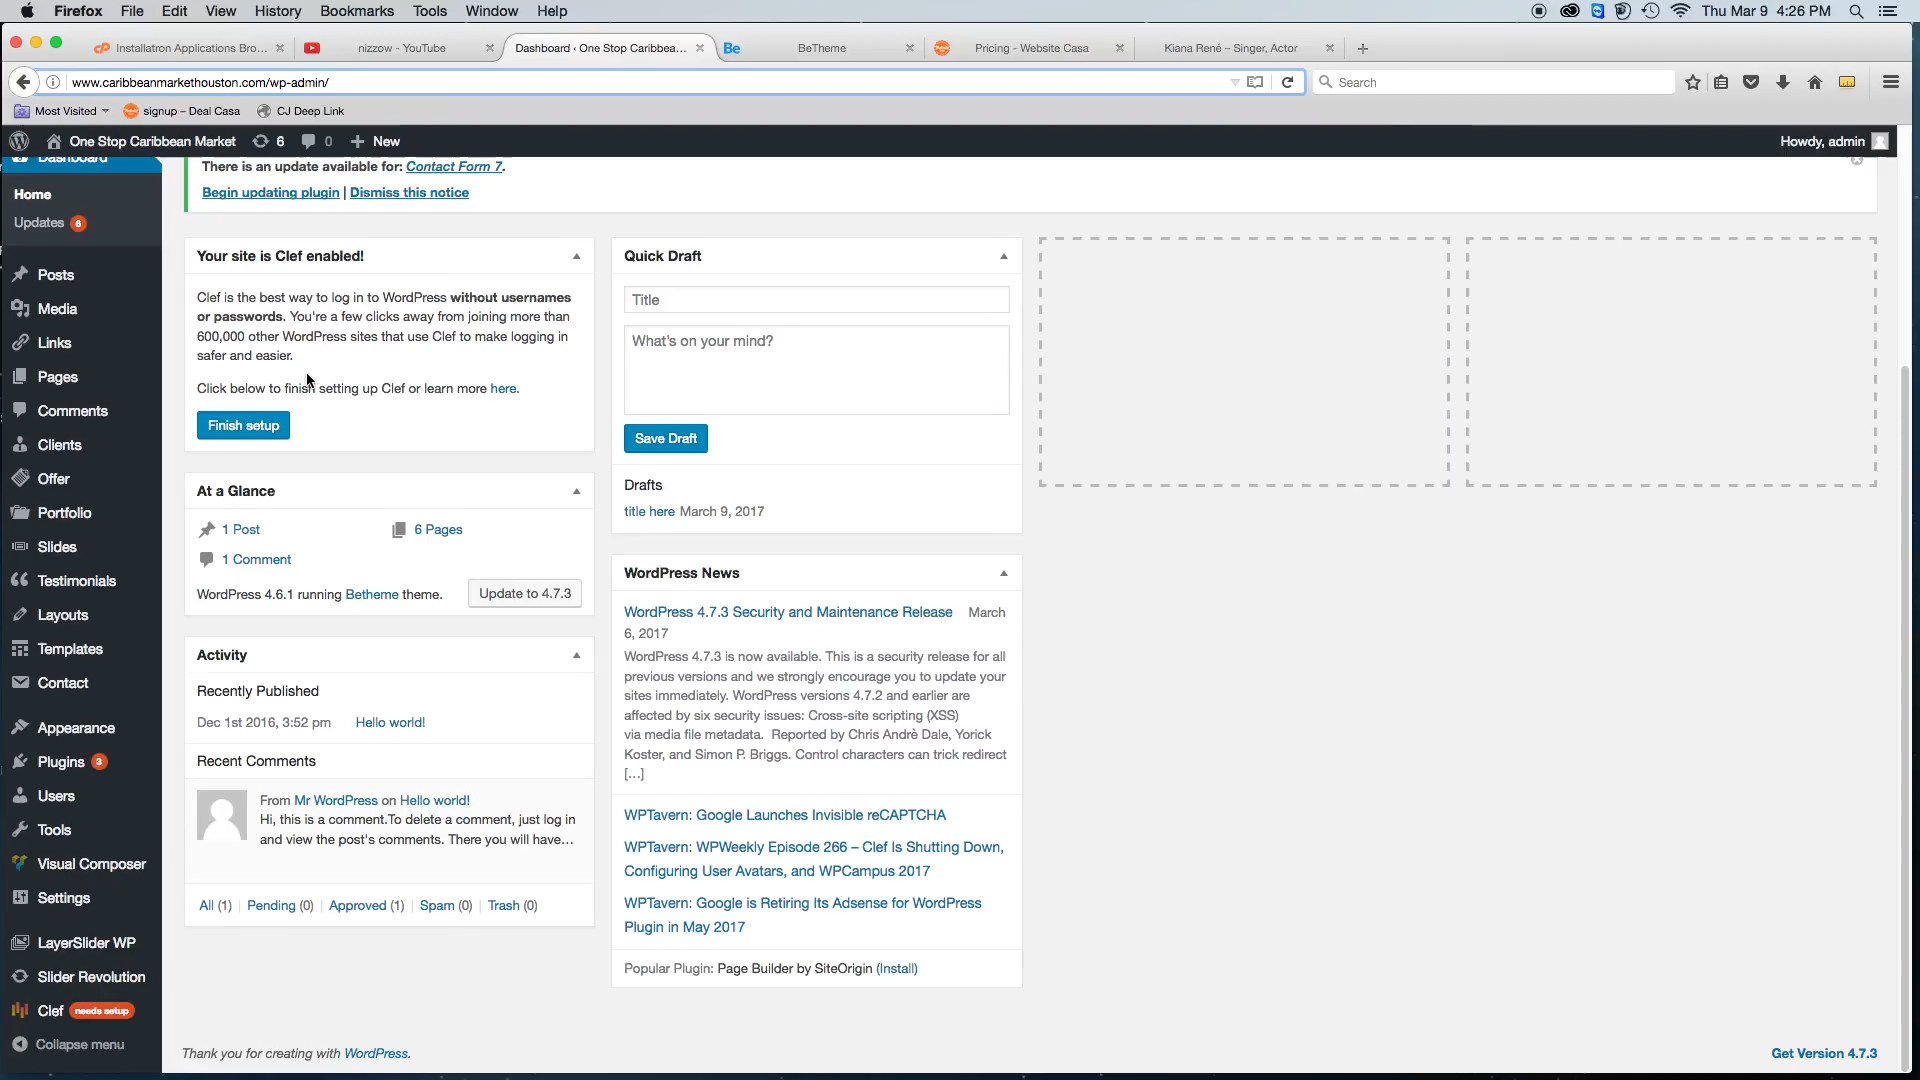 Firefox File Edit View History Bookmarks Tools Window Help
Thu Mar 9 4:26 PM
Installatron Applications Bro...
nizzow - YouTube
Dashboard ‹ One Stop Caribbea...
Be BeTheme
Pricing - Website Casa
Kiana René – Singer, Actor
www.caribbeanmarkethouston.com/wp-admin/
Search
Most Visited
signup – Deal Casa
CJ Deep Link
One Stop Caribbean Market 6 0 New
Howdy, admin
Dashboard
Home
Updates 6
Posts
Media
Links
Pages
Comments
Clients
Offer
Portfolio
Slides
Testimonials
Layouts
Templates
Contact
Appearance
Plugins 3
Users
Tools
Visual Composer
Settings
LayerSlider WP
Slider Revolution
Clef needs setup
Collapse menu
There is an update available for: Contact Form 7.
Begin updating plugin | Dismiss this notice
Your site is Clef enabled!
Clef is the best way to log in to WordPress without usernames
or passwords. You're a few clicks away from joining more than
600,000 other WordPress sites that use Clef to make logging in
safer and easier.
Click below to finish setting up Clef or learn more here.
Finish setup
At a Glance
1 Post
6 Pages
1 Comment
WordPress 4.6.1 running Betheme theme.
Update to 4.7.3
Activity
Recently Published
Dec 1st 2016, 3:52 pm Hello world!
Recent Comments
From Mr WordPress on Hello world!
Hi, this is a comment.To delete a comment, just log in
and view the post's comments. There you will have…
All (1) | Pending (0) | Approved (1) | Spam (0) | Trash (0)
Quick Draft
Title
What's on your mind?
Save Draft
Drafts
title here March 9, 2017
WordPress News
WordPress 4.7.3 Security and Maintenance Release March
6, 2017
WordPress 4.7.3 is now available. This is a security release for all
previous versions and we strongly encourage you to update your
sites immediately. WordPress versions 4.7.2 and earlier are
affected by six security issues: Cross-site scripting (XSS)
via media file metadata.  Reported by Chris Andrè Dale, Yorick
Koster, and Simon P. Briggs. Control characters can trick redirect
[…]
WPTavern: Google Launches Invisible reCAPTCHA
WPTavern: WPWeekly Episode 266 – Clef Is Shutting Down,
Configuring User Avatars, and WPCampus 2017
WPTavern: Google is Retiring Its Adsense for WordPress
Plugin in May 2017
Popular Plugin: Page Builder by SiteOrigin (Install)
Thank you for creating with WordPress.
Get Version 4.7.3